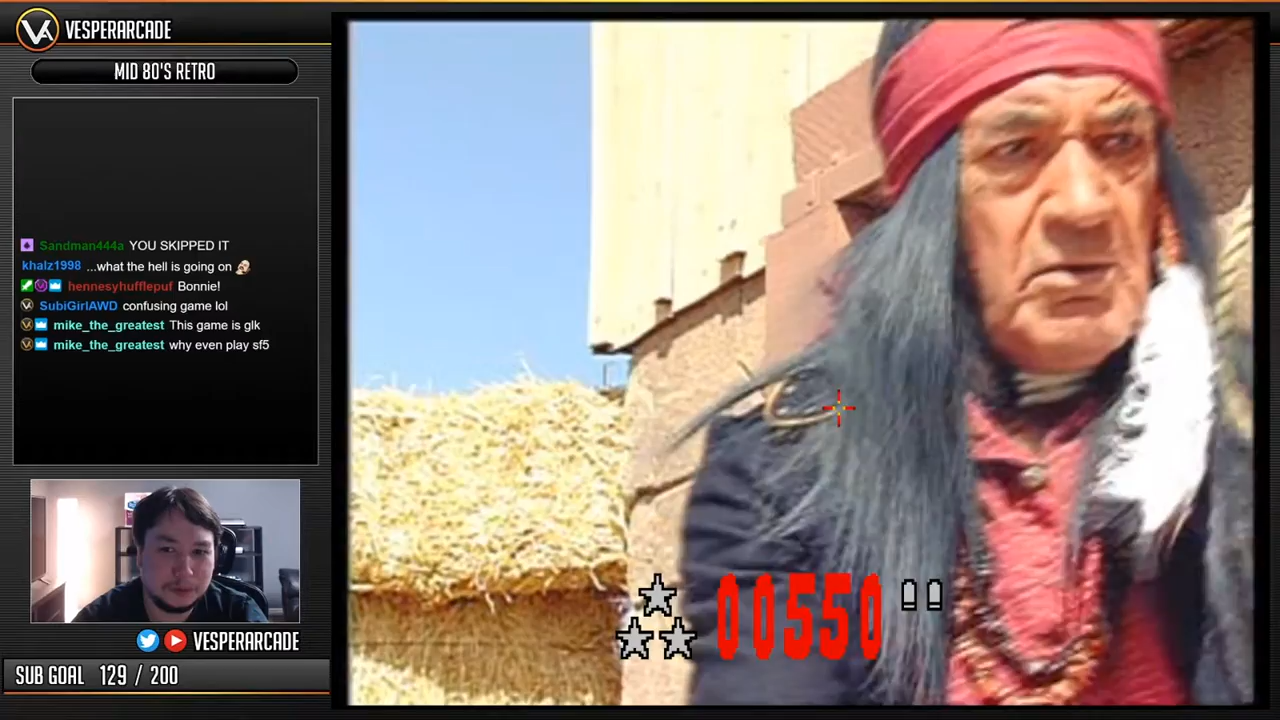 VA VESPERARCADE
MID 80'S RETRO
Sandman444a YOU SKIPPED IT
khalz1998 ...what the hell is going on
hennesyhufflepuf Bonnie!
SubiGirlAWD confusing game lol
mike_the_greatest This game is glk
mike_the_greatest why even play sf5
00550
VESPERARCADE
SUB GOAL 129 / 200